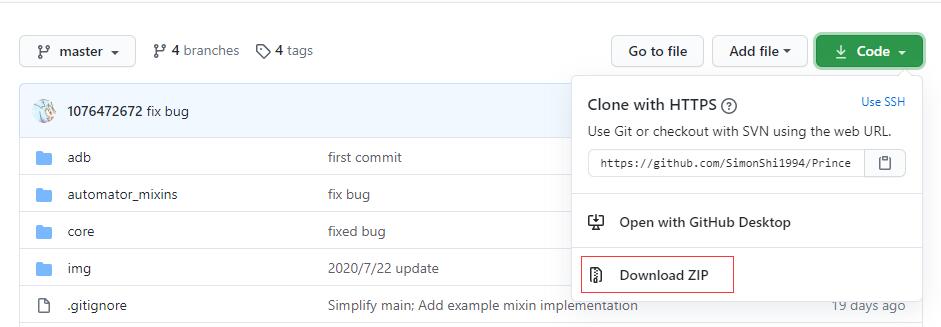 master 4 branches 4 tags Go to file Add file Code
1076472672 fix bug
Clone with HTTPS Use SSH
Use Git or checkout with SVN using the web URL.
https://github.com/SimonShi1994/Prince
adb first commit
automator_mixins fix bug
Open with GitHub Desktop
core fixed bug
img 2020/7/22 update
Download ZIP
.gitignore Simplify main; Add example mixin implementation 19 days ago